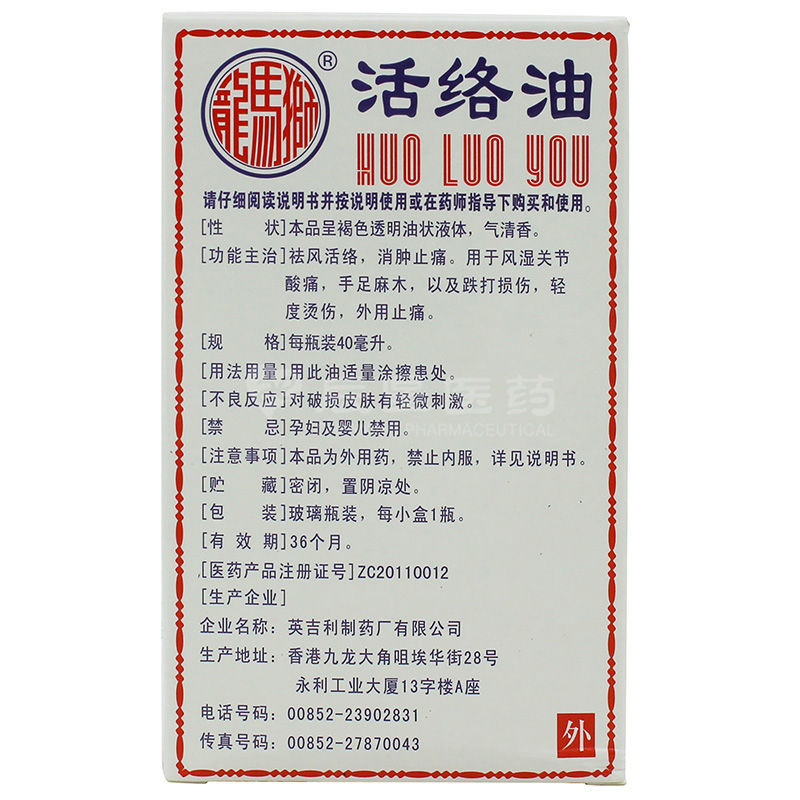 龍馬獅®
活络油
HUO LUO YOU
请仔细阅读说明书并按说明使用或在药师指导下购买和使用。
[性 状]本品呈褐色透明油状液体，气清香。
[功能主治]祛风活络，消肿止痛。用于风湿关节
酸痛，手足麻木，以及跌打损伤，轻
度烫伤，外用止痛。
[规 格]每瓶装40毫升。
[用法用量]用此油适量涂擦患处。
[不良反应]对破损皮肤有轻微刺激。
[禁 忌]孕妇及婴儿禁用。
[注意事项]本品为外用药，禁止内服，详见说明书。
[贮 藏]密闭，置阴凉处。
[包 装]玻璃瓶装，每小盒1瓶。
[有 效 期]36个月。
[医药产品注册证号]ZC20110012
[生产企业]
企业名称：英吉利制药厂有限公司
生产地址：香港九龙大角咀埃华街28号
永利工业大厦13字楼A座
电话号码：00852-23902831
传真号码：00852-27870043
外
医药
PHARMACEUTICAL